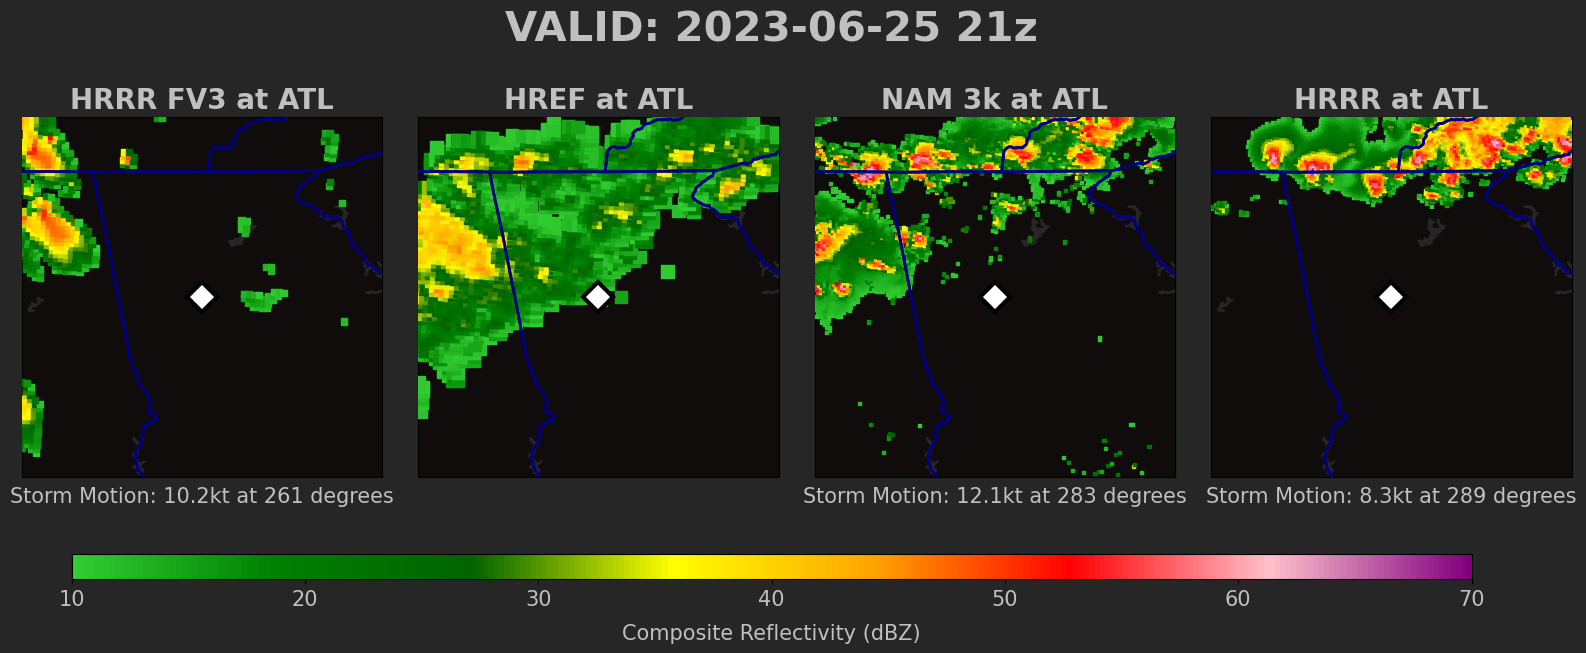 VALID: 2023-06-25 21z
HRRR FV3 at ATL
HREF at ATL
NAM 3k at ATL
HRRR at ATL
Storm Motion: 10.2kt at 261 degrees
Storm Motion: 12.1kt at 283 degrees
Storm Motion: 8.3kt at 289 degrees
10 20 30 40 50 60 70
Composite Reflectivity (dBZ)